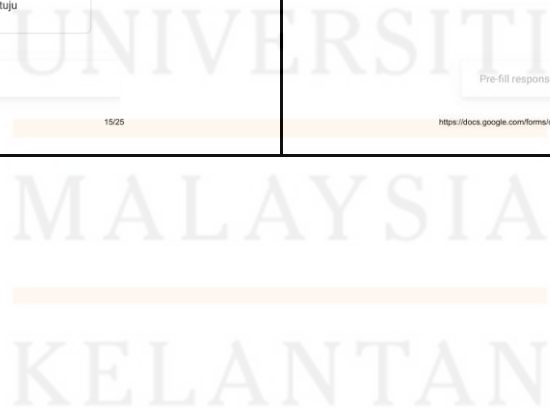 tuju
UNIVERSITI
Pre-fill respons
15/25
https://docs.google.com/forms/
MALAYSIA
KELANTAN